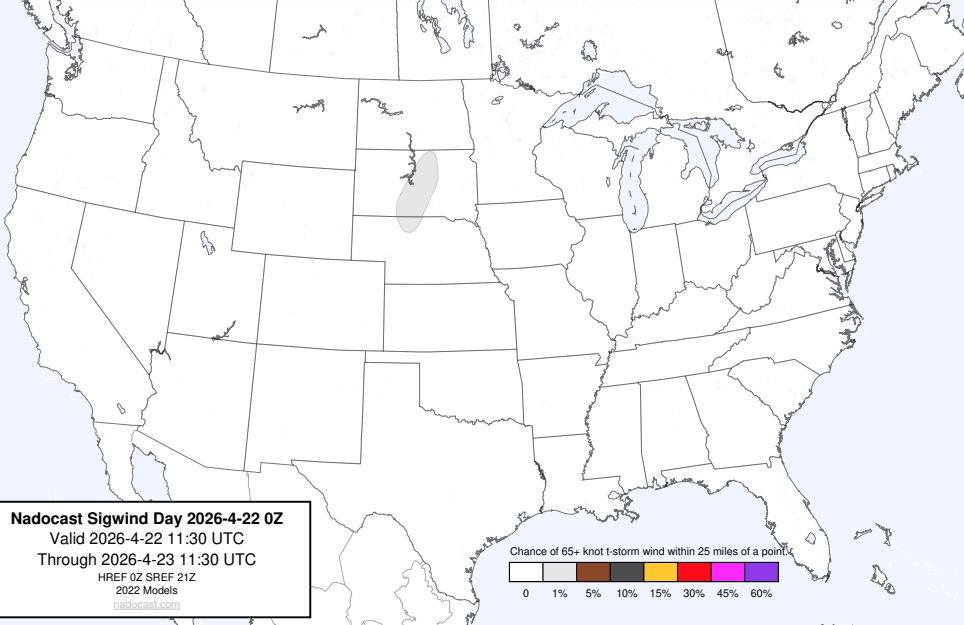 Nadocast Sigwind Day 2026-4-22 0Z
Valid 2026-4-22 11:30 UTC
Through 2026-4-23 11:30 UTC
HREF 0Z SREF 21Z
2022 Models
nadocast.com
Chance of 65+ knot t-storm wind within 25 miles of a point.
0 1% 5% 10% 15% 30% 45% 60%